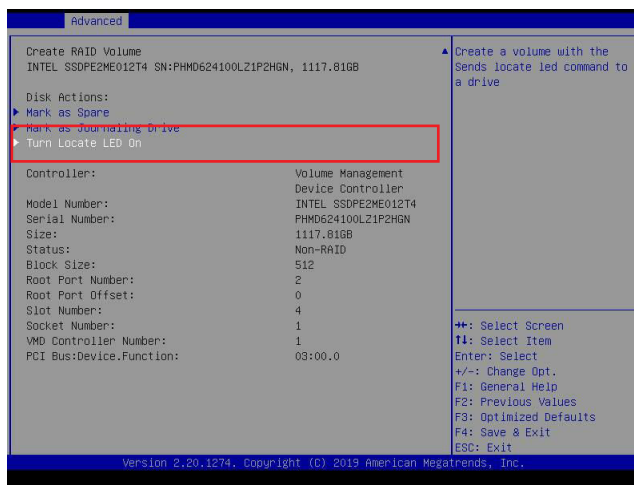 Advanced
Create RAID Volume
INTEL SSDPE2ME012T4 SN:PHMD624100LZ1P2HGN, 1117.81GB
Disk Actions:
Mark as Spare
Mark as Journaling Drive
Turn Locate LED On
Controller: Volume Management
Device Controller
Model Number: INTEL SSDPE2ME012T4
Serial Number: PHMD624100LZ1P2HGN
Size: 1117.81GB
Status: Non-RAID
Block Size: 512
Root Port Number: 2
Root Port Offset: 0
Slot Number: 4
Socket Number: 1
VMD Controller Number: 1
PCI Bus:Device.Function: 03:00.0
Create a volume with the
Sends locate led command to
a drive
→←: Select Screen
↑↓: Select Item
Enter: Select
+/-: Change Opt.
F1: General Help
F2: Previous Values
F3: Optimized Defaults
F4: Save & Exit
ESC: Exit
Version 2.20.1274. Copyright (C) 2019 American Megatrends, Inc.